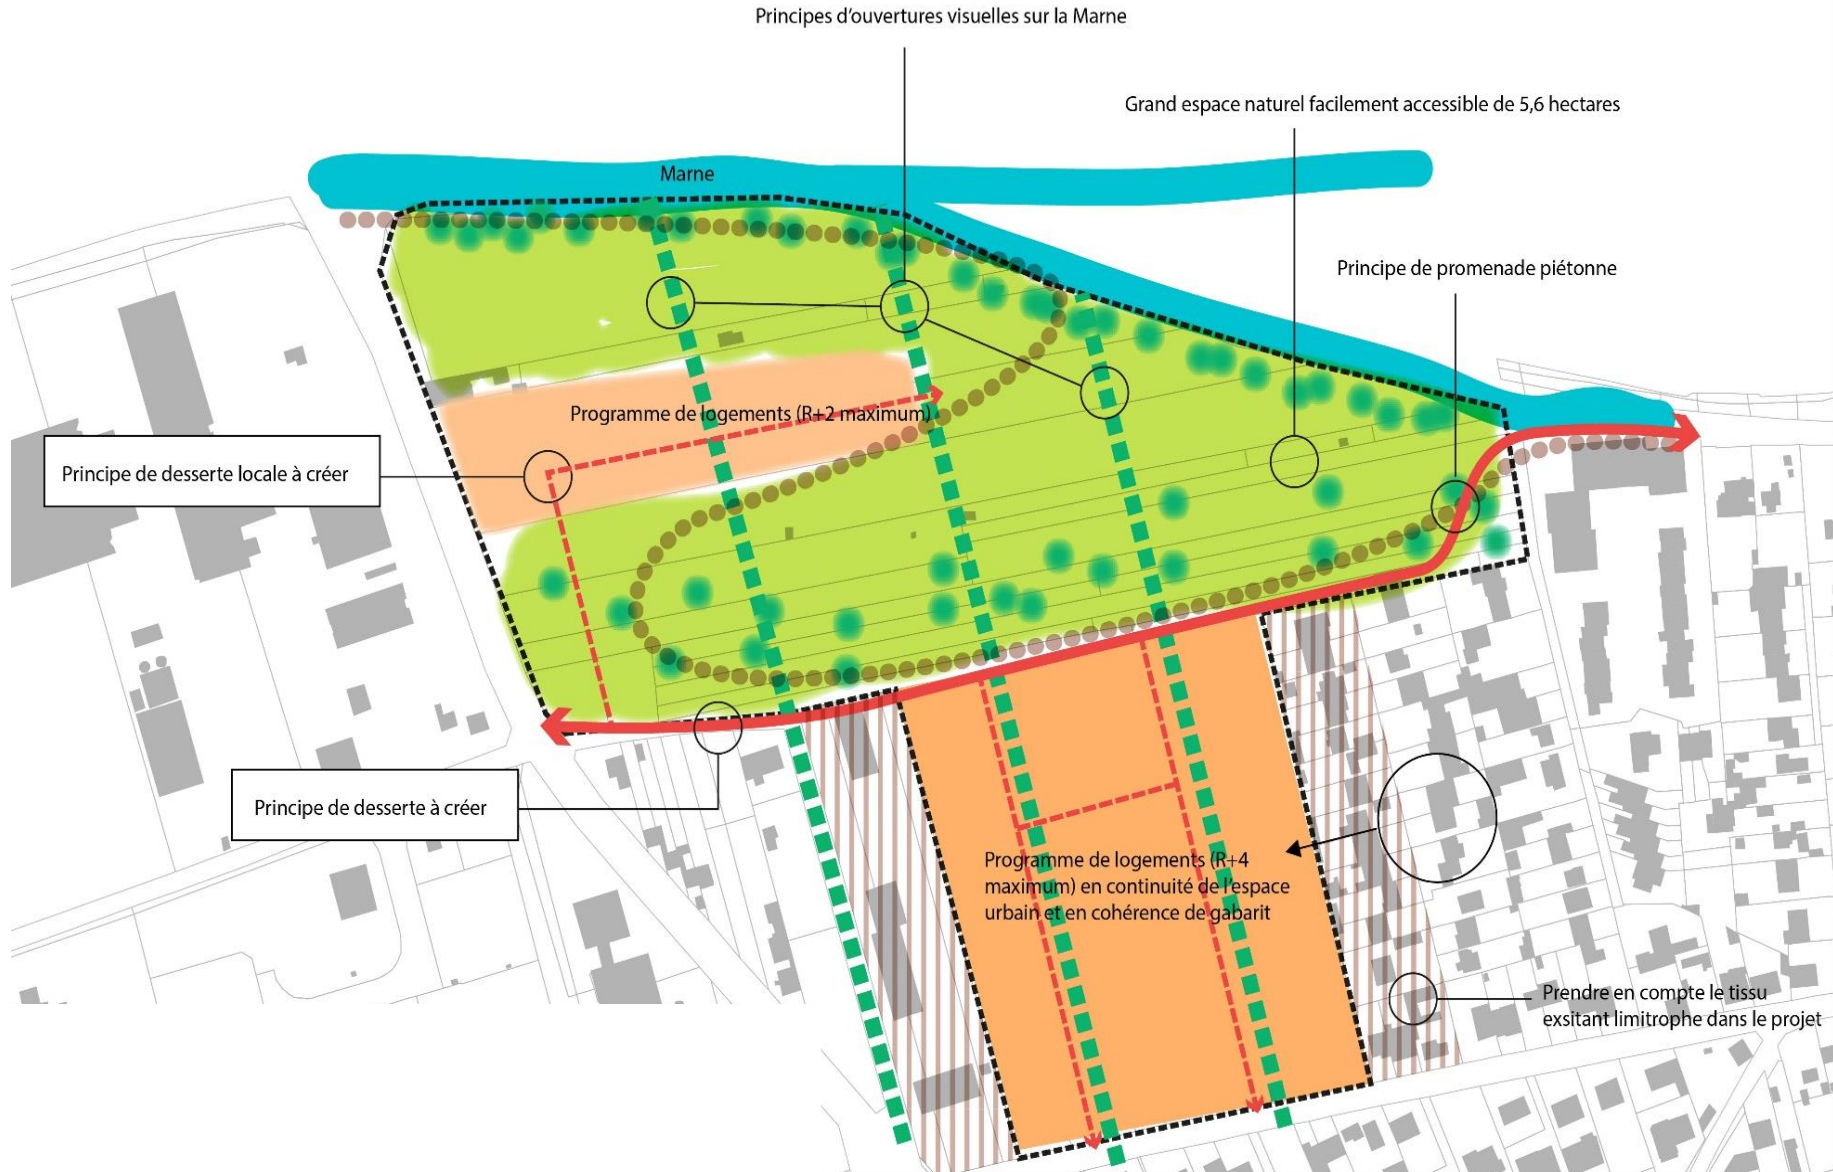 Principes d'ouvertures visuelles sur la Marne
Grand espace naturel facilement accessible de 5,6 hectares
Marne
Principe de promenade piétonne
Programme de logements (R+2 maximum)
Principe de desserte locale à créer
Principe de desserte à créer
Programme de logements (R+4
maximum) en continuité de l'espace
urbain et en cohérence de gabarit
Prendre en compte le tissu
exsitant limitrophe dans le projet